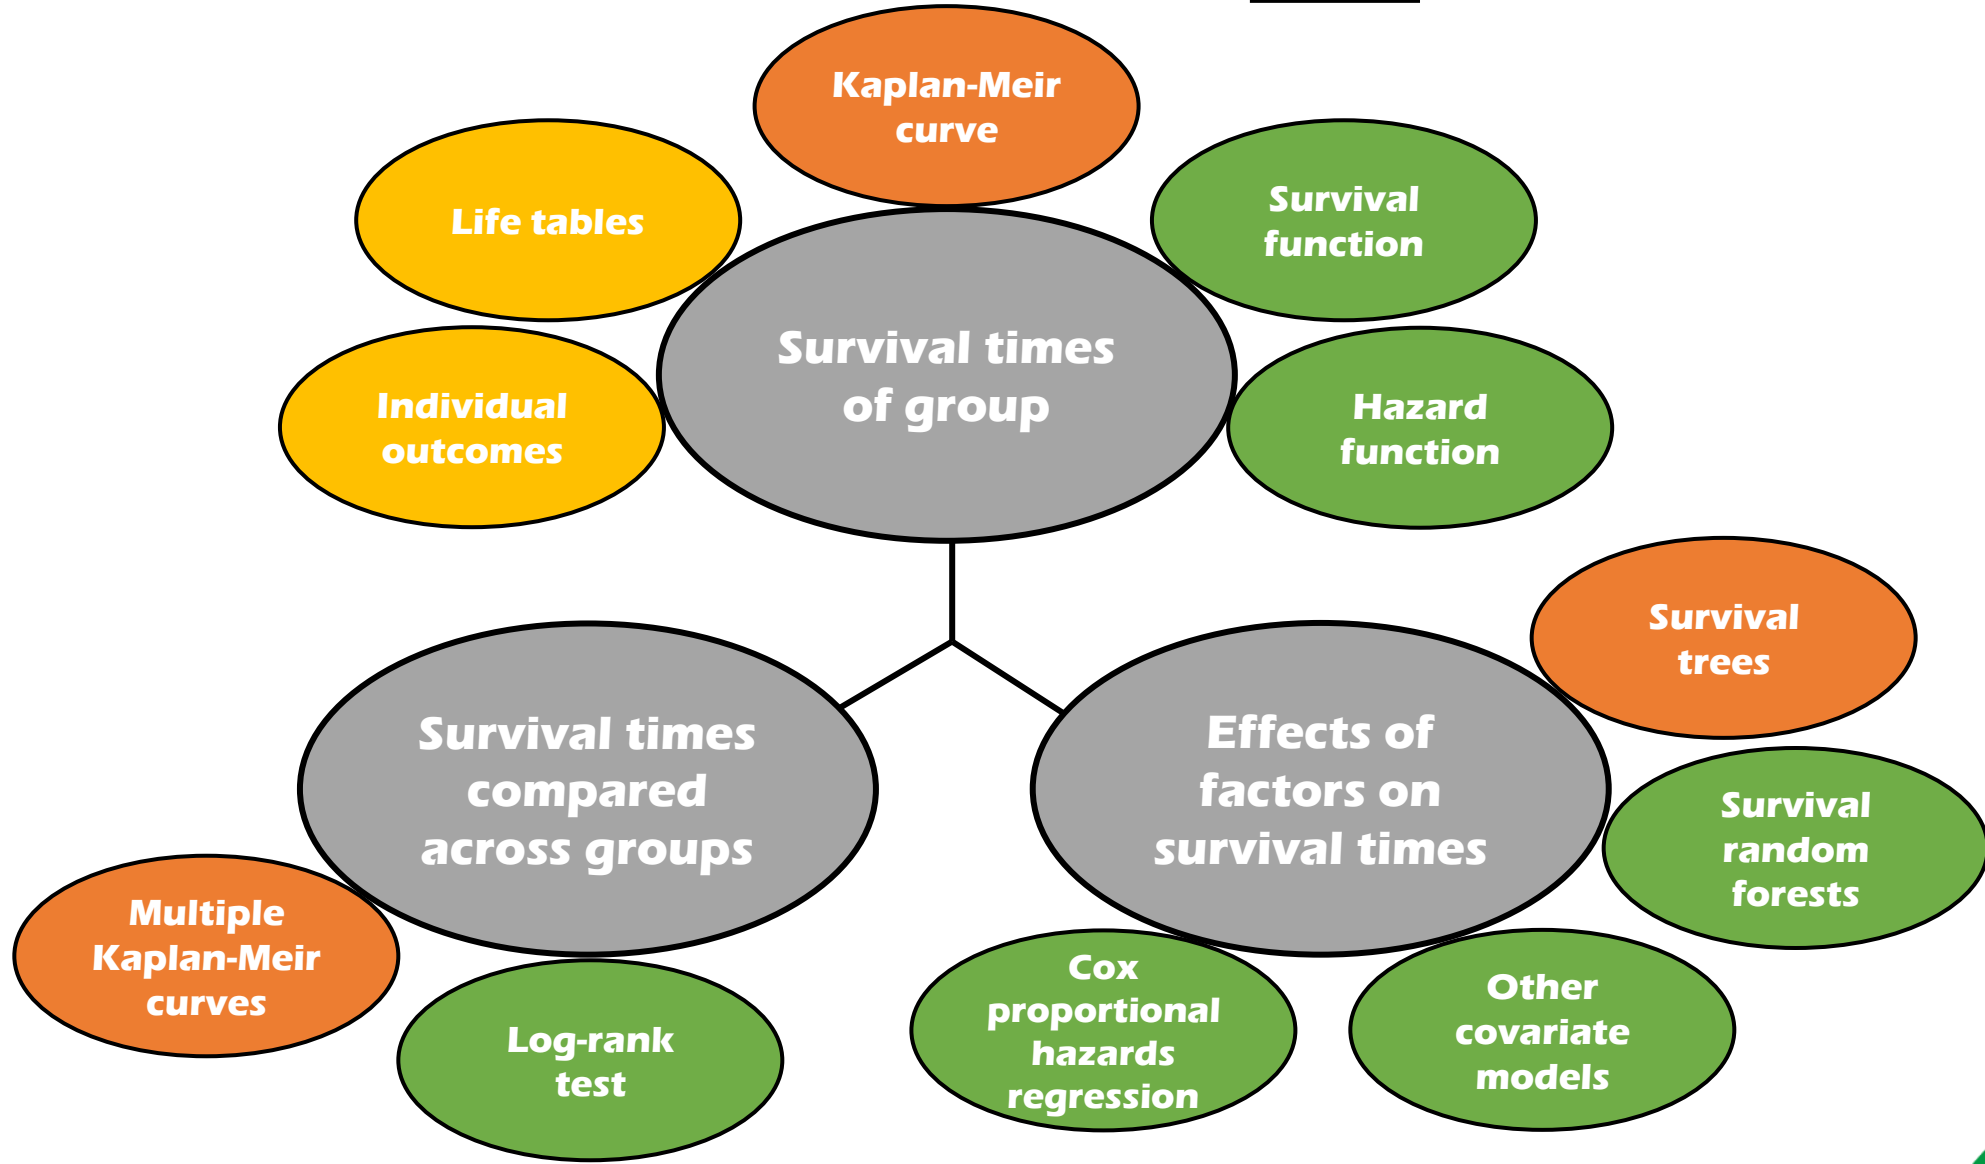 Kaplan-Meir
curve
Life tables
Survival
function
Individual
outcomes
Survival times
of group
Hazard
function
Survival
trees
Survival times
compared
across groups
Effects of
factors on
survival times
Survival
random
forests
Multiple
Kaplan-Meir
curves
Log-rank
test
Cox
proportional
hazards
regression
Other
covariate
models